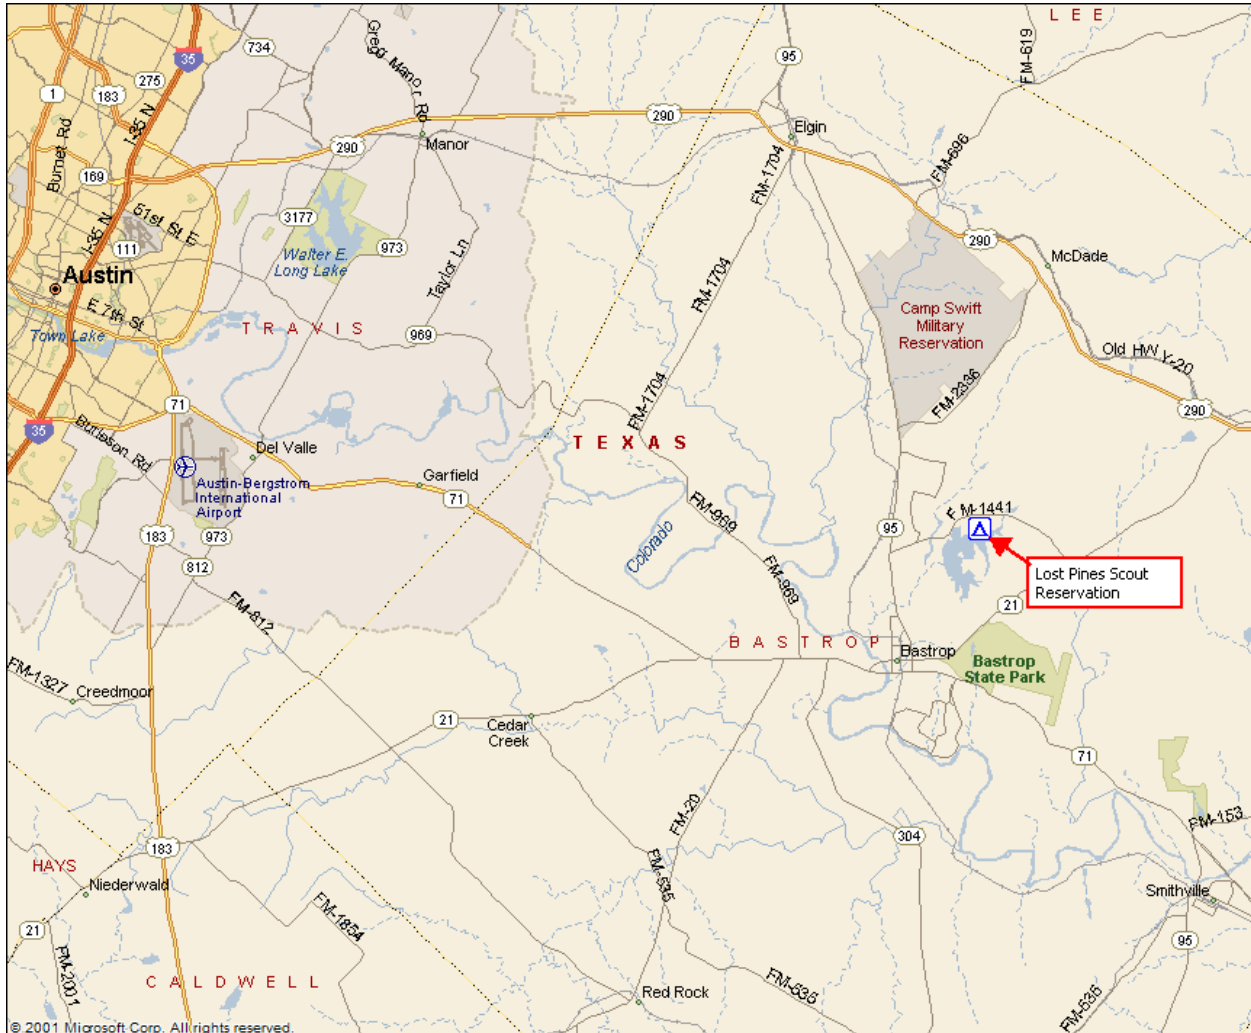 LEE
734
35
95
FM-619
Gregg Manor Rd
275
1
183
I-35 N
Burnet Rd
290
Elgin
290
Manor
169
FM-1704
FM-696
51st St E
3177
111
973
I-35 N
290
Walter E.
Long Lake
McDade
Austin
Taylor Ln
FM-1704
E 7th St
Camp Swift
Military
Reservation
TRAVIS
Town Lake
969
Old HWY-20
FM-1704
FM-2336
71
290
35
Burleson Rd
TEXAS
Del Valle
Garfield
Austin-Bergstrom
International
Airport
71
FM-969
FM-1441
183
973
95
Colorado
812
FM-969
Lost Pines Scout
Reservation
FM-812
21
BASTROP
Bastrop
FM-1327
Bastrop
State Park
Creedmoor
21
Cedar
Creek
71
FM-20
FM-153
304
183
HAYS
FM-535
Niederwald
Smithville
FM-1854
21
95
FM-2001
CALDWELL
FM-535
Red Rock
FM-535
© 2001 Microsoft Corp. All rights reserved.